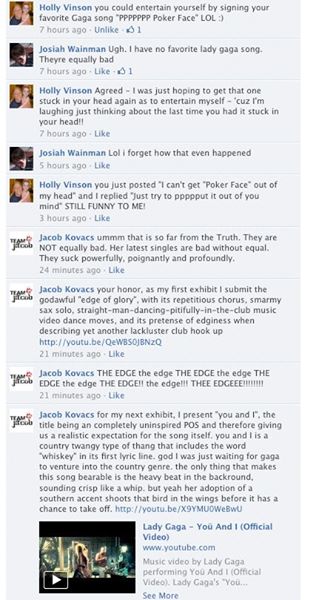 Holly Vinson you could entertain yourself by signing your
favorite Gaga song "PPPPPPP Poker Face" LOL :)
7 hours ago · Unlike · 1
Josiah Wainman Ugh. I have no favorite lady gaga song.
Theyre equally bad
7 hours ago · Like · 1
Holly Vinson Agreed - I was just hoping to get that one
stuck in your head again as to entertain myself - 'cuz I'm
laughing just thinking about the last time you had it stuck in
your head!!
7 hours ago · Like
Josiah Wainman Lol i forget how that even happened
5 hours ago · Like
Holly Vinson you just posted "I can't get "Poker Face" out of
my head" and I replied "Just try to ppppput it out of you
mind" STILL FUNNY TO ME!
3 hours ago · Like
TEAM
JACOB
Jacob Kovacs ummm that is so far from the Truth. They are
NOT equally bad. Her latest singles are bad without equal.
They suck powerfully, poignantly and profoundly.
24 minutes ago · Like
TEAM
JACOB
Jacob Kovacs your honor, as my first exhibit I submit the
godawful "edge of glory", with its repetitious chorus, smarmy
sax solo, straight-man-dancing-pitifully-in-the-club music
video dance moves, and its pretense of edginess when
describing yet another lackluster club hook up
http://youtu.be/QeWBS0JBNzQ
21 minutes ago · Like
TEAM
JACOB
Jacob Kovacs THE EDGE the edge THE EDGE the edge THE
EDGE the edge THE EDGE!! the edge!!! THEE EDGEEE!!!!!!!!
21 minutes ago · Like
TEAM
JACOB
Jacob Kovacs for my next exhibit, I present "you and I", the
title being an completely uninspired POS and therefore giving
us a realistic expectation for the song itself. you and I is a
country twangy type of thang that includes the word
"whiskey" in its first lyric line. god I was just waiting for gaga
to venture into the country genre. the only thing that makes
this song bearable is the heavy beat in the backround,
sounding crisp like a whip. but yeah her adoption of a
southern accent shoots that bird in the wings before it has a
chance to take off. http://youtu.be/X9YMU0WeBwU
Lady Gaga - Yoü And I (Official
Video)
www.youtube.com
Music video by Lady Gaga
performing Yoü And I (Official
Video). Lady Gaga's "Yoü...
See More